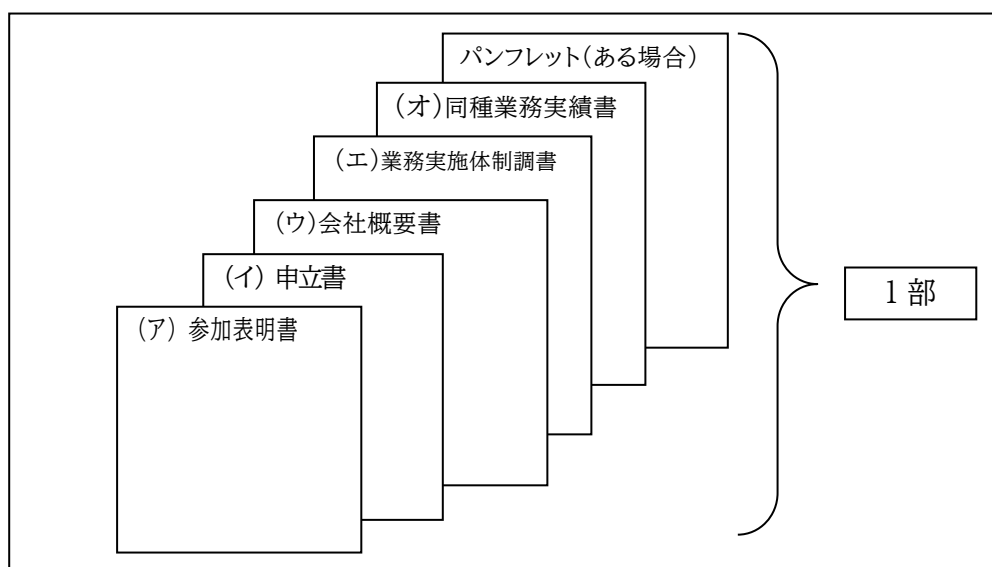 パンフレット(ある場合)
(オ)同種業務実績書
(エ)業務実施体制調書
(ウ)会社概要書
(イ) 申立書
(ア) 参加表明書
1部